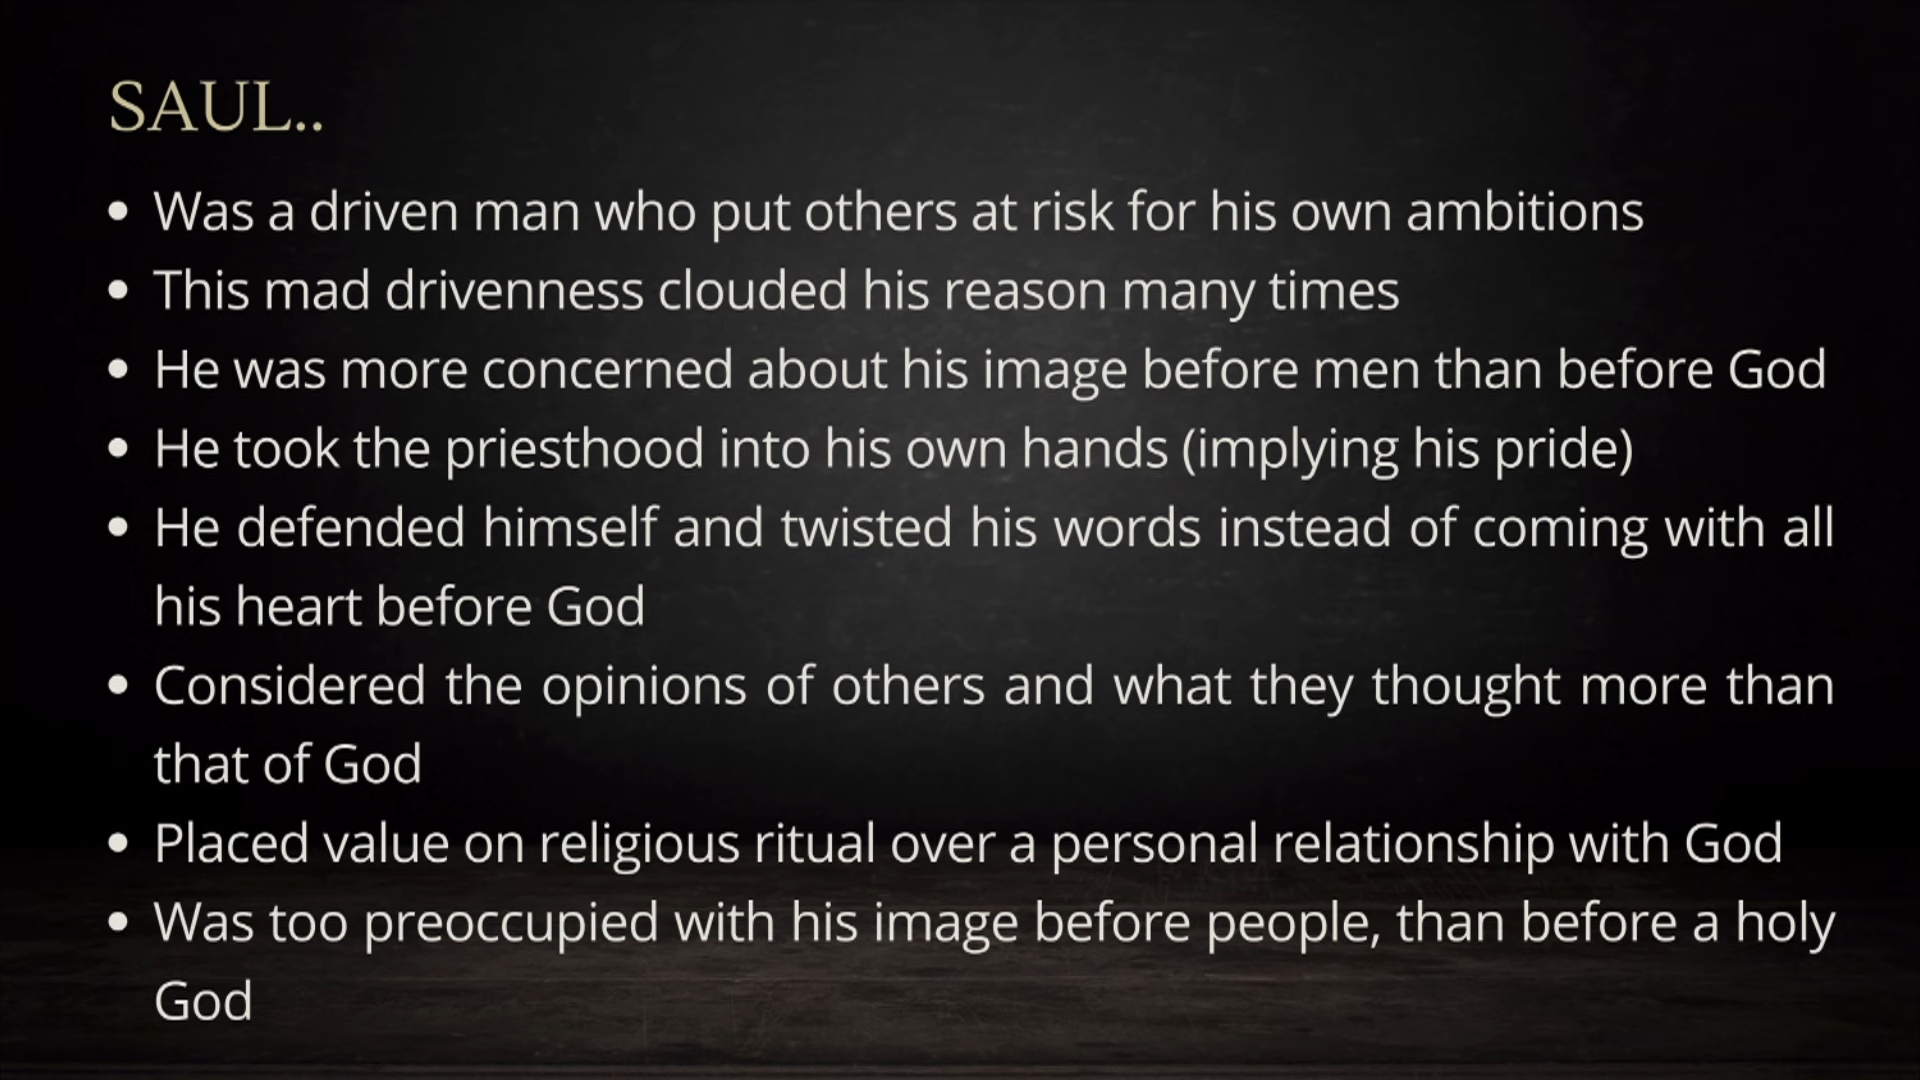 SAUL..
• Was a driven man who put others at risk for his own ambitions
• This mad drivenness clouded his reason many times
• He was more concerned about his image before men than before God
• He took the priesthood into his own hands (implying his pride)
• He defended himself and twisted his words instead of coming with all
his heart before God
• Considered the opinions of others and what they thought more than
that of God
• Placed value on religious ritual over a personal relationship with God
• Was too preoccupied with his image before people, than before a holy
God